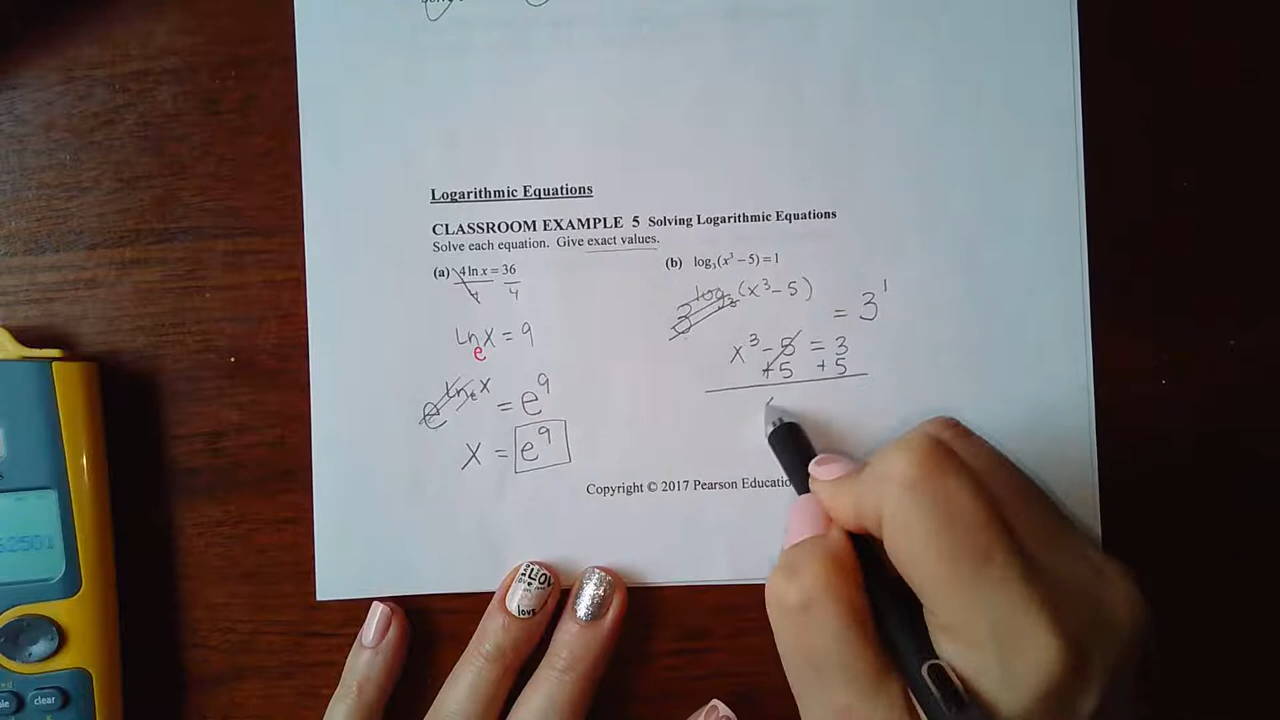 Logarithmic Equations
CLASSROOM EXAMPLE 5 Solving Logarithmic Equations
Solve each equation. Give exact values.
(a) 4 ln x = 36
4 4
Ln x = 9
e
e^ln_e x = e^9
x = e^9
(b) log₃(x³ − 5) = 1
3^log₃(x³ − 5) = 3^1
x³ − 5 = 3
+5 +5
Copyright © 2017 Pearson
LOV
love
clear